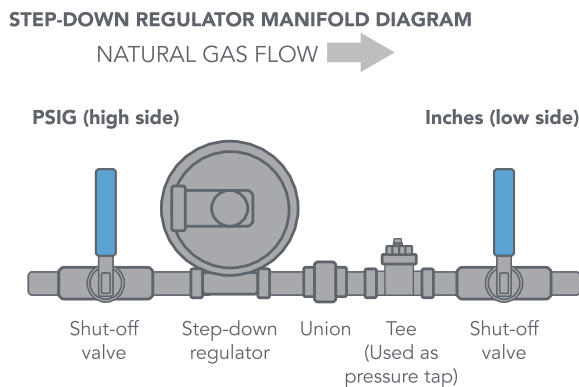 STEP-DOWN REGULATOR MANIFOLD DIAGRAM
NATURAL GAS FLOW
PSIG (high side)
Inches (low side)
Shut-off
valve
Step-down
regulator
Union
Tee
(Used as
pressure tap)
Shut-off
valve